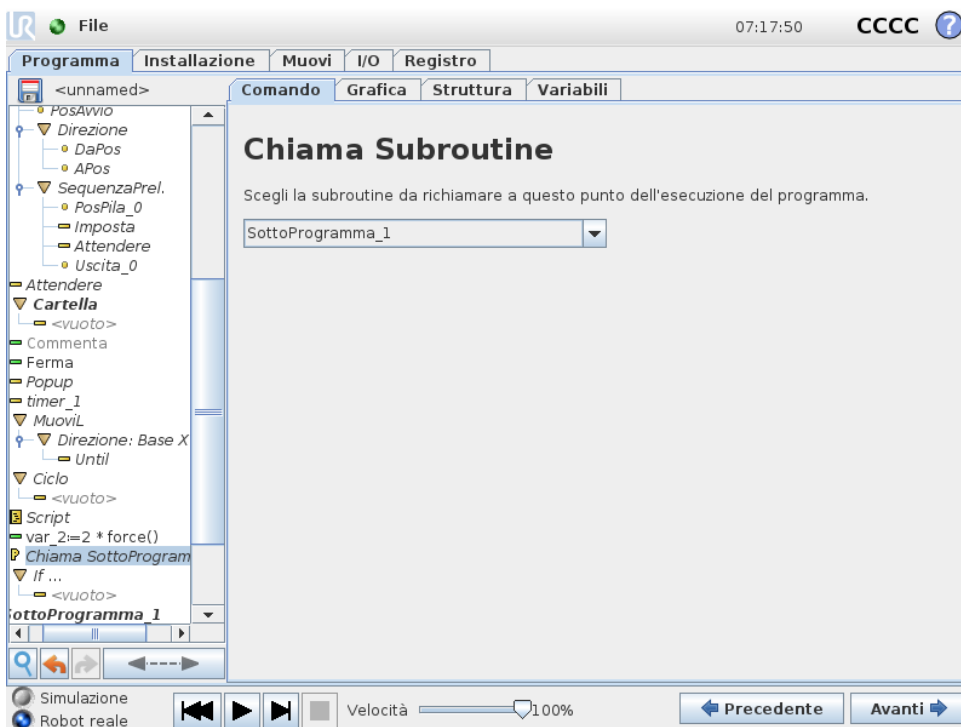 UR File 07:17:50 CCCC ?
Programma Installazione Muovi I/O Registro
<unnamed>
Comando Grafica Struttura Variabili
PosAvvio
Direzione
DaPos
APos
SequenzaPrel.
PosPila_0
Imposta
Attendere
Uscita_0
Attendere
Cartella
<vuoto>
Commenta
Ferma
Popup
timer_1
MuoviL
Direzione: Base X
Until
Ciclo
<vuoto>
Script
var_2:=2 * force()
Chiama SottoProgram
If ...
<vuoto>
SottoProgramma_1
Chiama Subroutine
Scegli la subroutine da richiamare a questo punto dell'esecuzione del programma.
SottoProgramma_1
Simulazione
Robot reale
Velocità 100%
Precedente Avanti